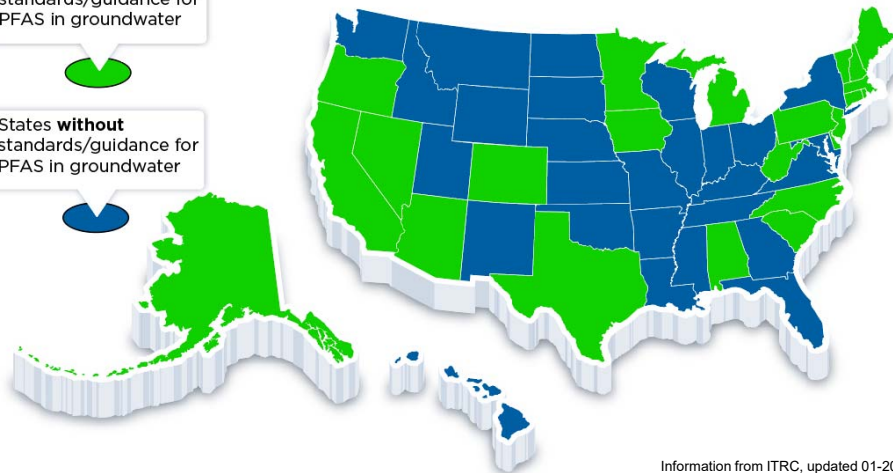 standards/guidance for
PFAS in groundwater
States without
standards/guidance for
PFAS in groundwater
Information from ITRC, updated 01-20